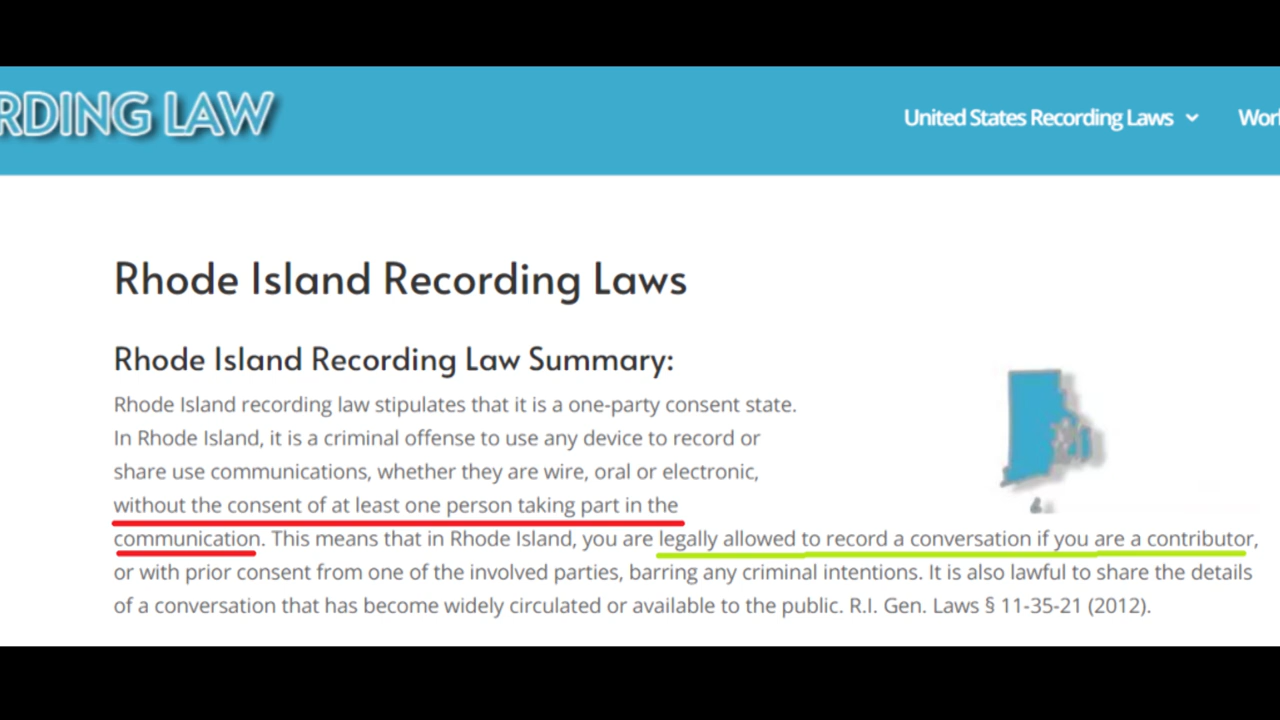 RDING LAW
United States Recording Laws
Rhode Island Recording Laws
Rhode Island Recording Law Summary:
Rhode Island recording law stipulates that it is a one-party consent state.
In Rhode Island, it is a criminal offense to use any device to record or
share use communications, whether they are wire, oral or electronic,
without the consent of at least one person taking part in the
communication. This means that in Rhode Island, you are legally allowed to record a conversation if you are a contributor,
or with prior consent from one of the involved parties, barring any criminal intentions. It is also lawful to share the details
of a conversation that has become widely circulated or available to the public. R.I. Gen. Laws § 11-35-21 (2012).